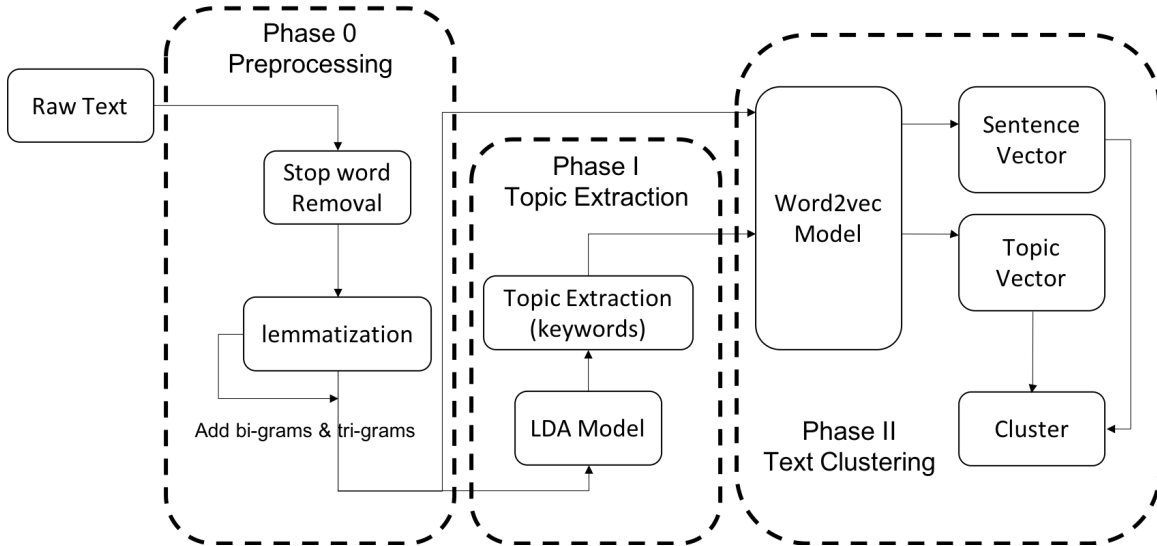 Phase 0
Preprocessing
Raw Text
Stop word
Removal
lemmatization
Add bi-grams & tri-grams
Phase I
Topic Extraction
Topic Extraction
(keywords)
LDA Model
Word2vec
Model
Sentence
Vector
Topic
Vector
Cluster
Phase II
Text Clustering